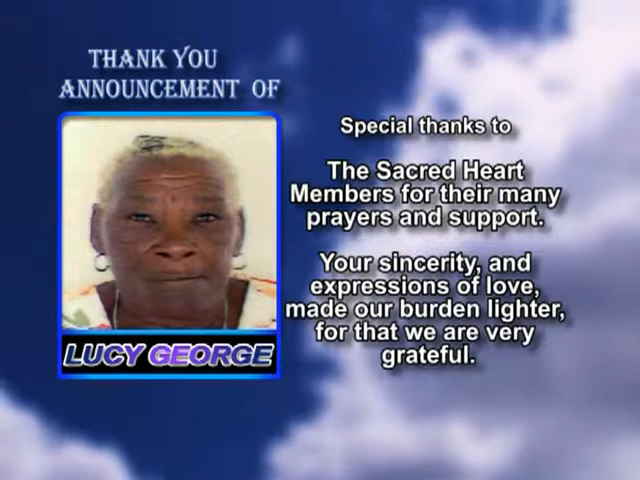 THANK YOU
ANNOUNCEMENT OF
LUCY GEORGE
Special thanks to
The Sacred Heart
Members for their many
prayers and support.
Your sincerity, and
expressions of love,
made our burden lighter,
for that we are very
grateful.